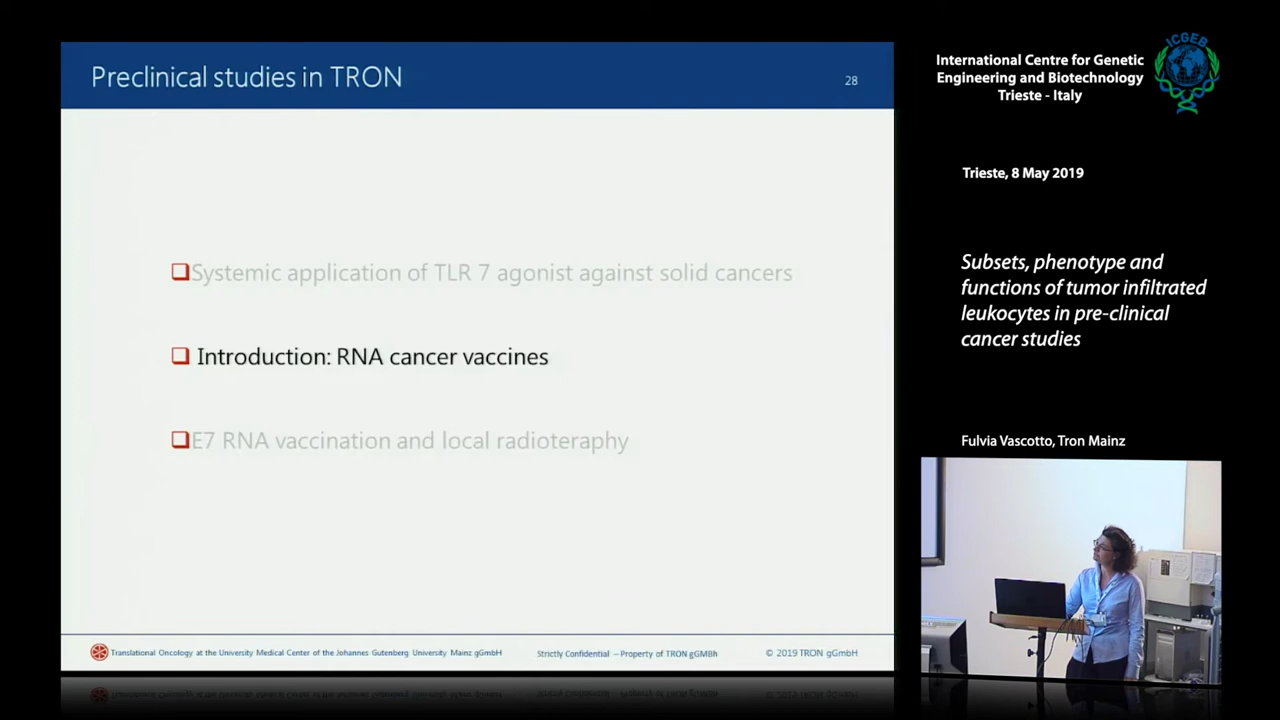 Preclinical studies in TRON
28
Systemic application of TLR 7 agonist against solid cancers
Introduction: RNA cancer vaccines
E7 RNA vaccination and local radioteraphy
Translational Oncology at the University Medical Center of the Johannes Gutenberg University Mainz gGmbH
Strictly Confidential – Property of TRON gGMBh
© 2019 TRON gGmbH
International Centre for Genetic
Engineering and Biotechnology
Trieste - Italy
ICGEB
Trieste, 8 May 2019
Subsets, phenotype and
functions of tumor infiltrated
leukocytes in pre-clinical
cancer studies
Fulvia Vascotto, Tron Mainz